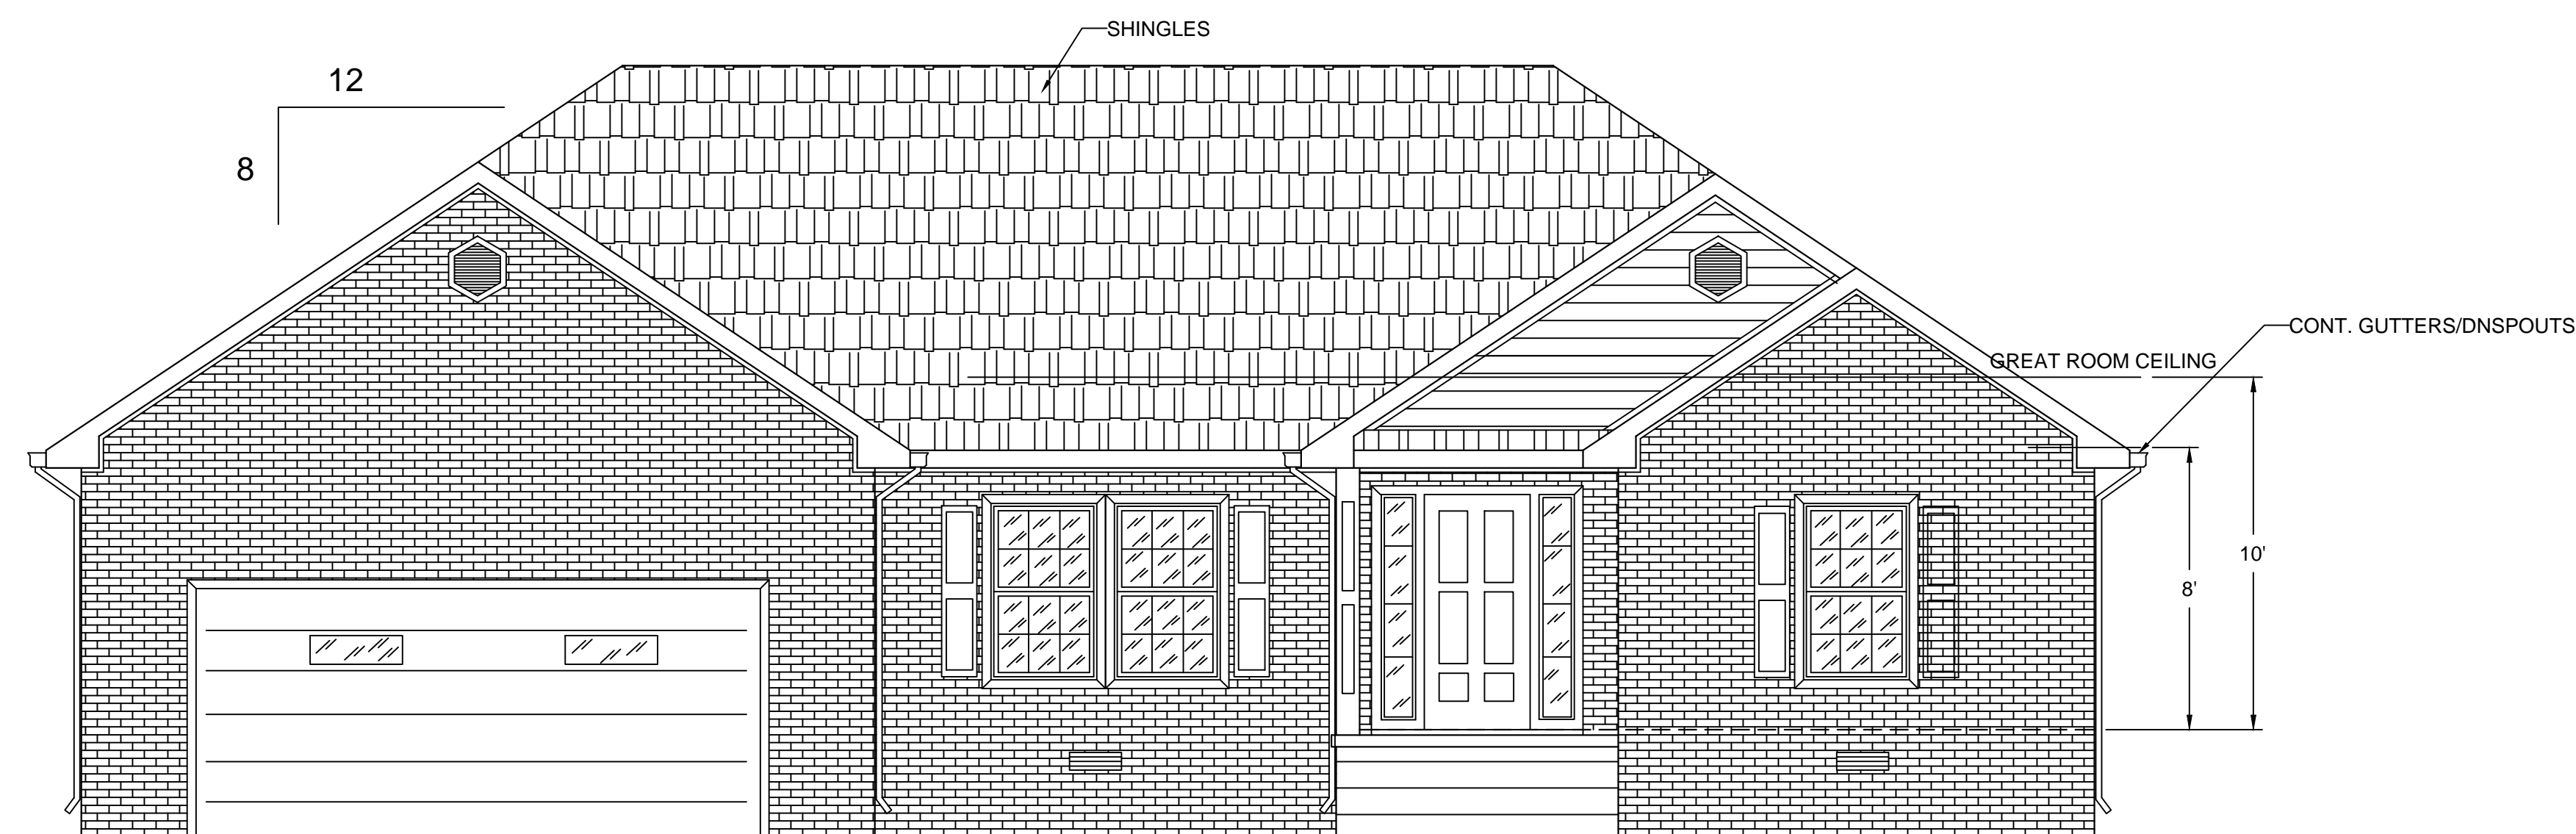 SHINGLES
12
8
CONT. GUTTERS/DNSPOUTS
GREAT ROOM CEILING
10'
8'